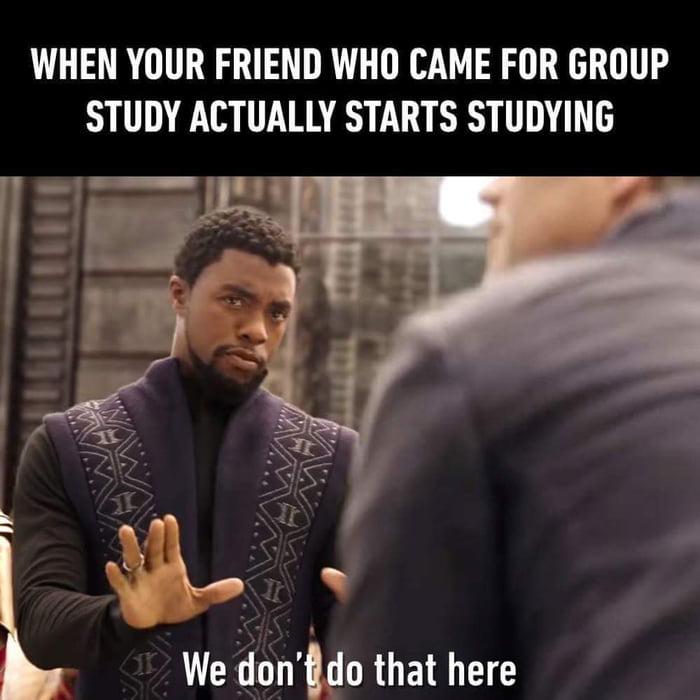 WHEN YOUR FRIEND WHO CAME FOR GROUP
STUDY ACTUALLY STARTS STUDYING
We don't do that here